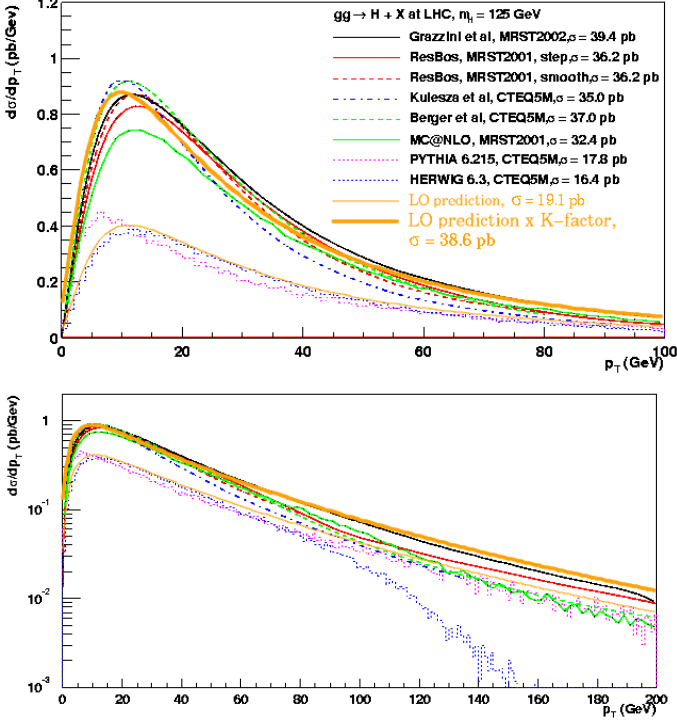 gg → H + X at LHC, m_H = 125 GeV
Grazzini et al, MRST2002,σ = 39.4 pb
ResBos, MRST2001, step,σ = 36.2 pb
ResBos, MRST2001, smooth,σ = 36.2 pb
Kulesza et al, CTEQ5M,σ = 35.0 pb
Berger et al, CTEQ5M,σ = 37.0 pb
MC@NLO, MRST2001,σ = 32.4 pb
PYTHIA 6.215, CTEQ5M,σ = 17.8 pb
HERWIG 6.3, CTEQ5M,σ = 16.4 pb
LO prediction, σ = 19.1 pb
LO prediction x K−factor,
σ = 38.6 pb
dσ/dp_T (pb/GeV)
1.2
1
0.8
0.6
0.4
0.2
0
0 20 40 60 80 100
p_T (GeV)
dσ/dp_T (pb/GeV)
1
10^-1
10^-2
10^-3
0 20 40 60 80 100 120 140 160 180 200
p_T (GeV)